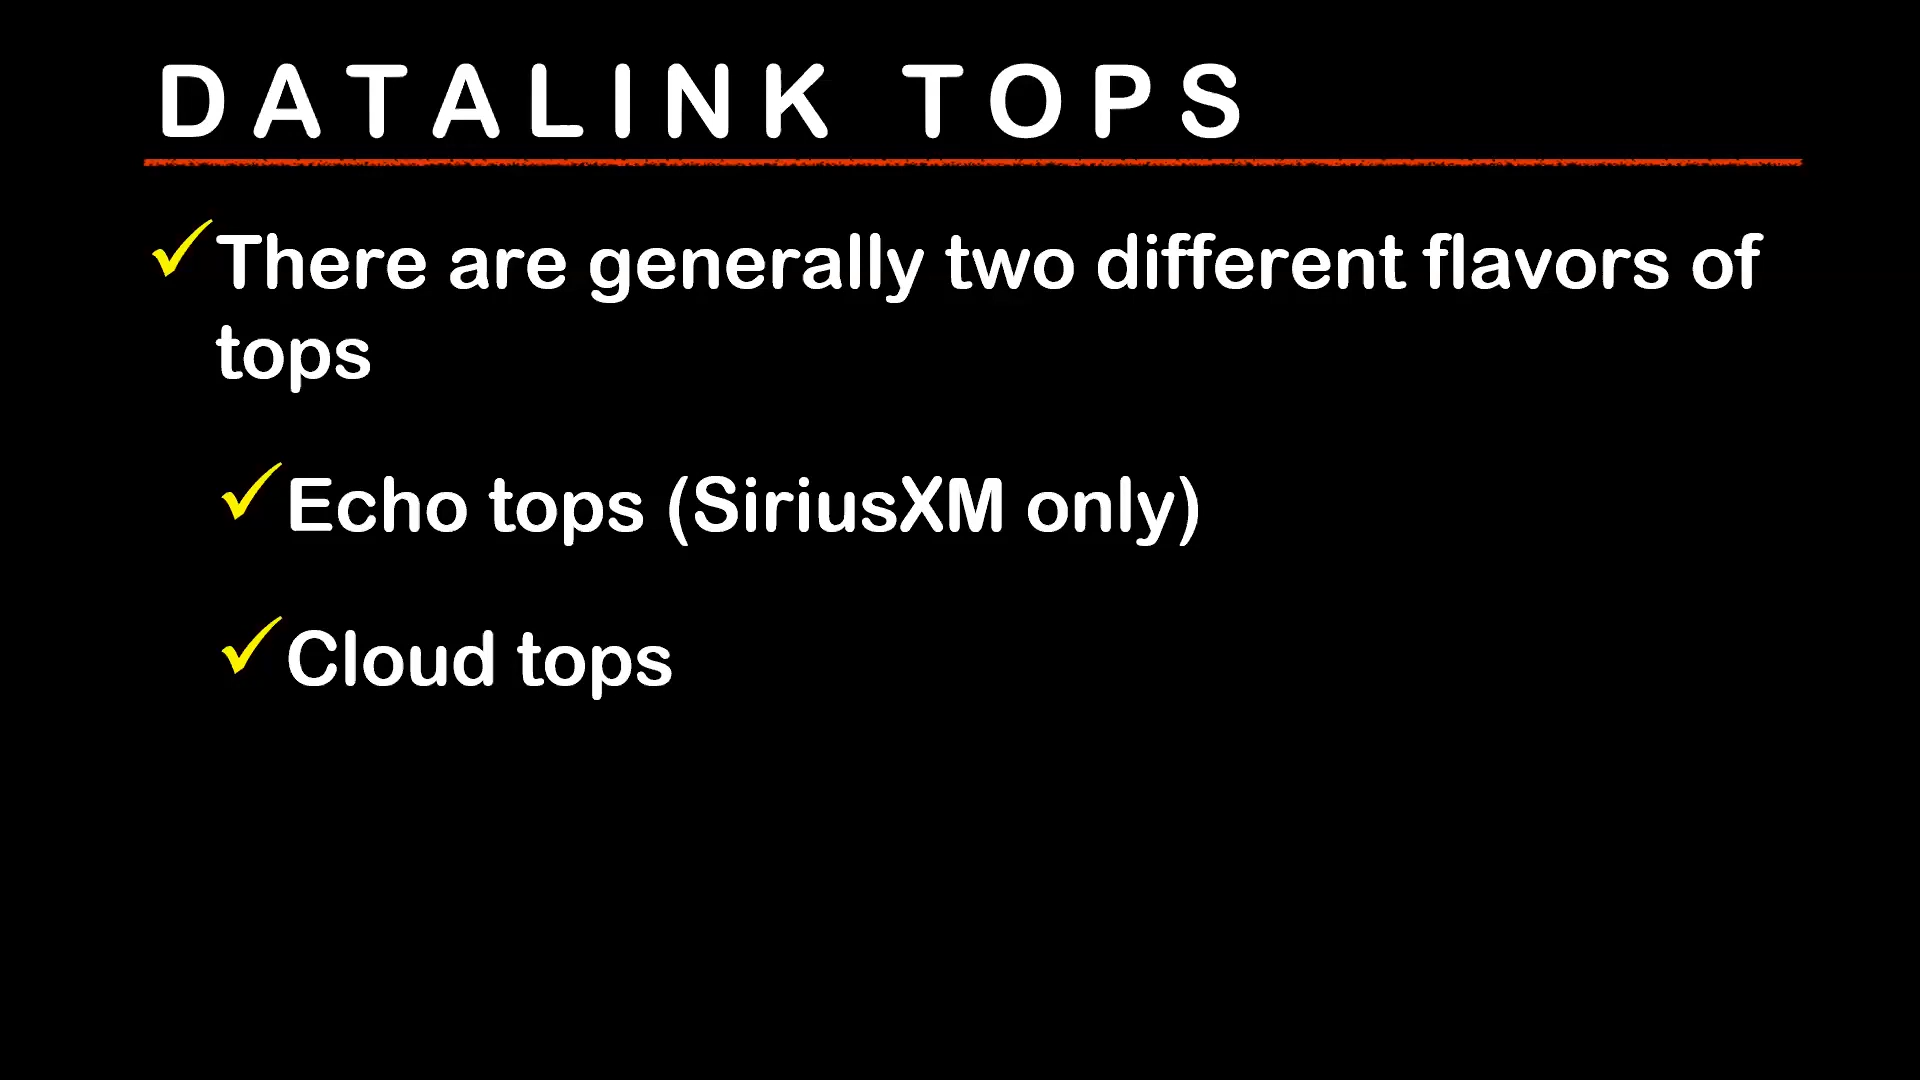 DATALINK TOPS
✓There are generally two different flavors of
tops
✓Echo tops (SiriusXM only)
✓Cloud tops